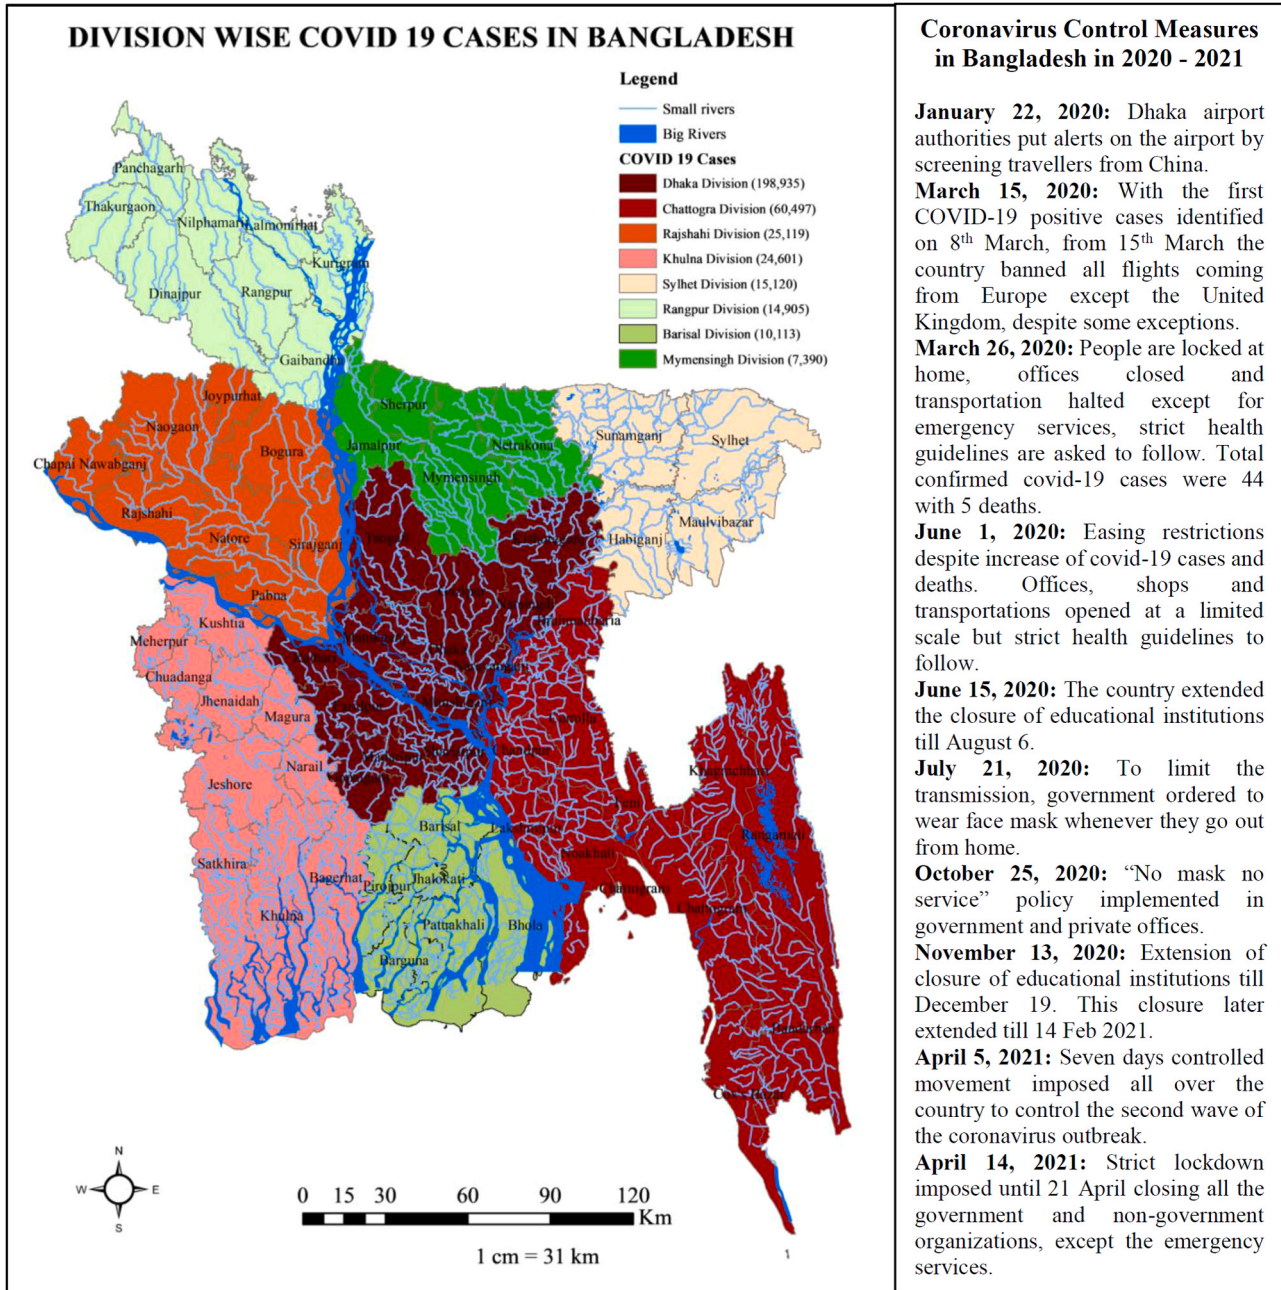 DIVISION WISE COVID 19 CASES IN BANGLADESH
Legend
Small rivers
Big Rivers
COVID 19 Cases
Dhaka Division (198,935)
Chattogra Division (60,497)
Rajshahi Division (25,119)
Khulna Division (24,601)
Sylhet Division (15,120)
Rangpur Division (14,905)
Barisal Division (10,113)
Mymensingh Division (7,390)
Panchagarh
Thakurgaon
Nilphamari
Lalmonirhat
Kurigram
Dinajpur
Rangpur
Gaibandha
Joypurhat
Naogaon
Bogura
Chapai Nawabganj
Rajshahi
Natore
Sirajganj
Pabna
Sherpur
Jamalpur
Netrakona
Mymensingh
Sunamganj
Sylhet
Maulvibazar
Habiganj
Kushtia
Meherpur
Chuadanga
Jhenaidah
Magura
Narail
Jeshore
Satkhira
Bagerhat
Khulna
Comilla
Chandpur
Khagrachhari
Feni
Rangamati
Lakshmipur
Noakhali
Chattogram
Chattogram
Barisal
Pirojpur
Jhalokati
Patuakhali
Bhola
Barguna
Bandarban
Cox's Bazar
N
W
E
S
0 15 30 60 90 120
Km
1 cm = 31 km
Coronavirus Control Measures
in Bangladesh in 2020 - 2021
January 22, 2020: Dhaka airport
authorities put alerts on the airport by
screening travellers from China.
March 15, 2020: With the first
COVID-19 positive cases identified
on 8th March, from 15th March the
country banned all flights coming
from Europe except the United
Kingdom, despite some exceptions.
March 26, 2020: People are locked at
home, offices closed and
transportation halted except for
emergency services, strict health
guidelines are asked to follow. Total
confirmed covid-19 cases were 44
with 5 deaths.
June 1, 2020: Easing restrictions
despite increase of covid-19 cases and
deaths. Offices, shops and
transportations opened at a limited
scale but strict health guidelines to
follow.
June 15, 2020: The country extended
the closure of educational institutions
till August 6.
July 21, 2020: To limit the
transmission, government ordered to
wear face mask whenever they go out
from home.
October 25, 2020: “No mask no
service” policy implemented in
government and private offices.
November 13, 2020: Extension of
closure of educational institutions till
December 19. This closure later
extended till 14 Feb 2021.
April 5, 2021: Seven days controlled
movement imposed all over the
country to control the second wave of
the coronavirus outbreak.
April 14, 2021: Strict lockdown
imposed until 21 April closing all the
government and non-government
organizations, except the emergency
services.